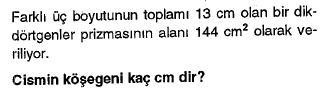 Farklı üç boyutunun toplamı 13 cm olan bir dik-
dörtgenler prizmasının alanı 144 cm² olarak ve-
riliyor.
Cismin köşegeni kaç cm dir?